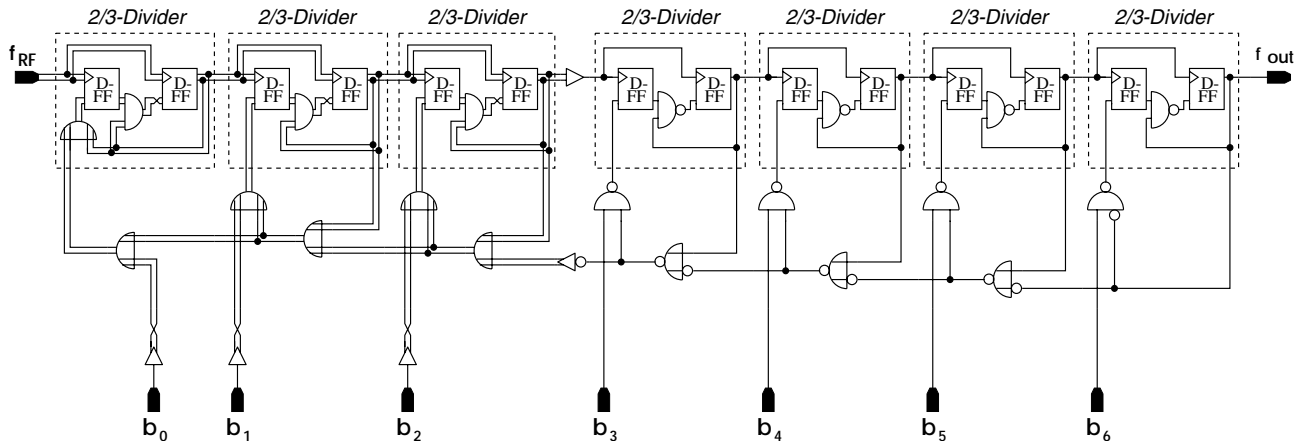 2/3-Divider 2/3-Divider 2/3-Divider 2/3-Divider 2/3-Divider 2/3-Divider 2/3-Divider
f RF f out
D-FF D-FF D-FF D-FF D-FF D-FF D-FF D-FF D-FF D-FF D-FF D-FF D-FF D-FF
b0 b1 b2 b3 b4 b5 b6